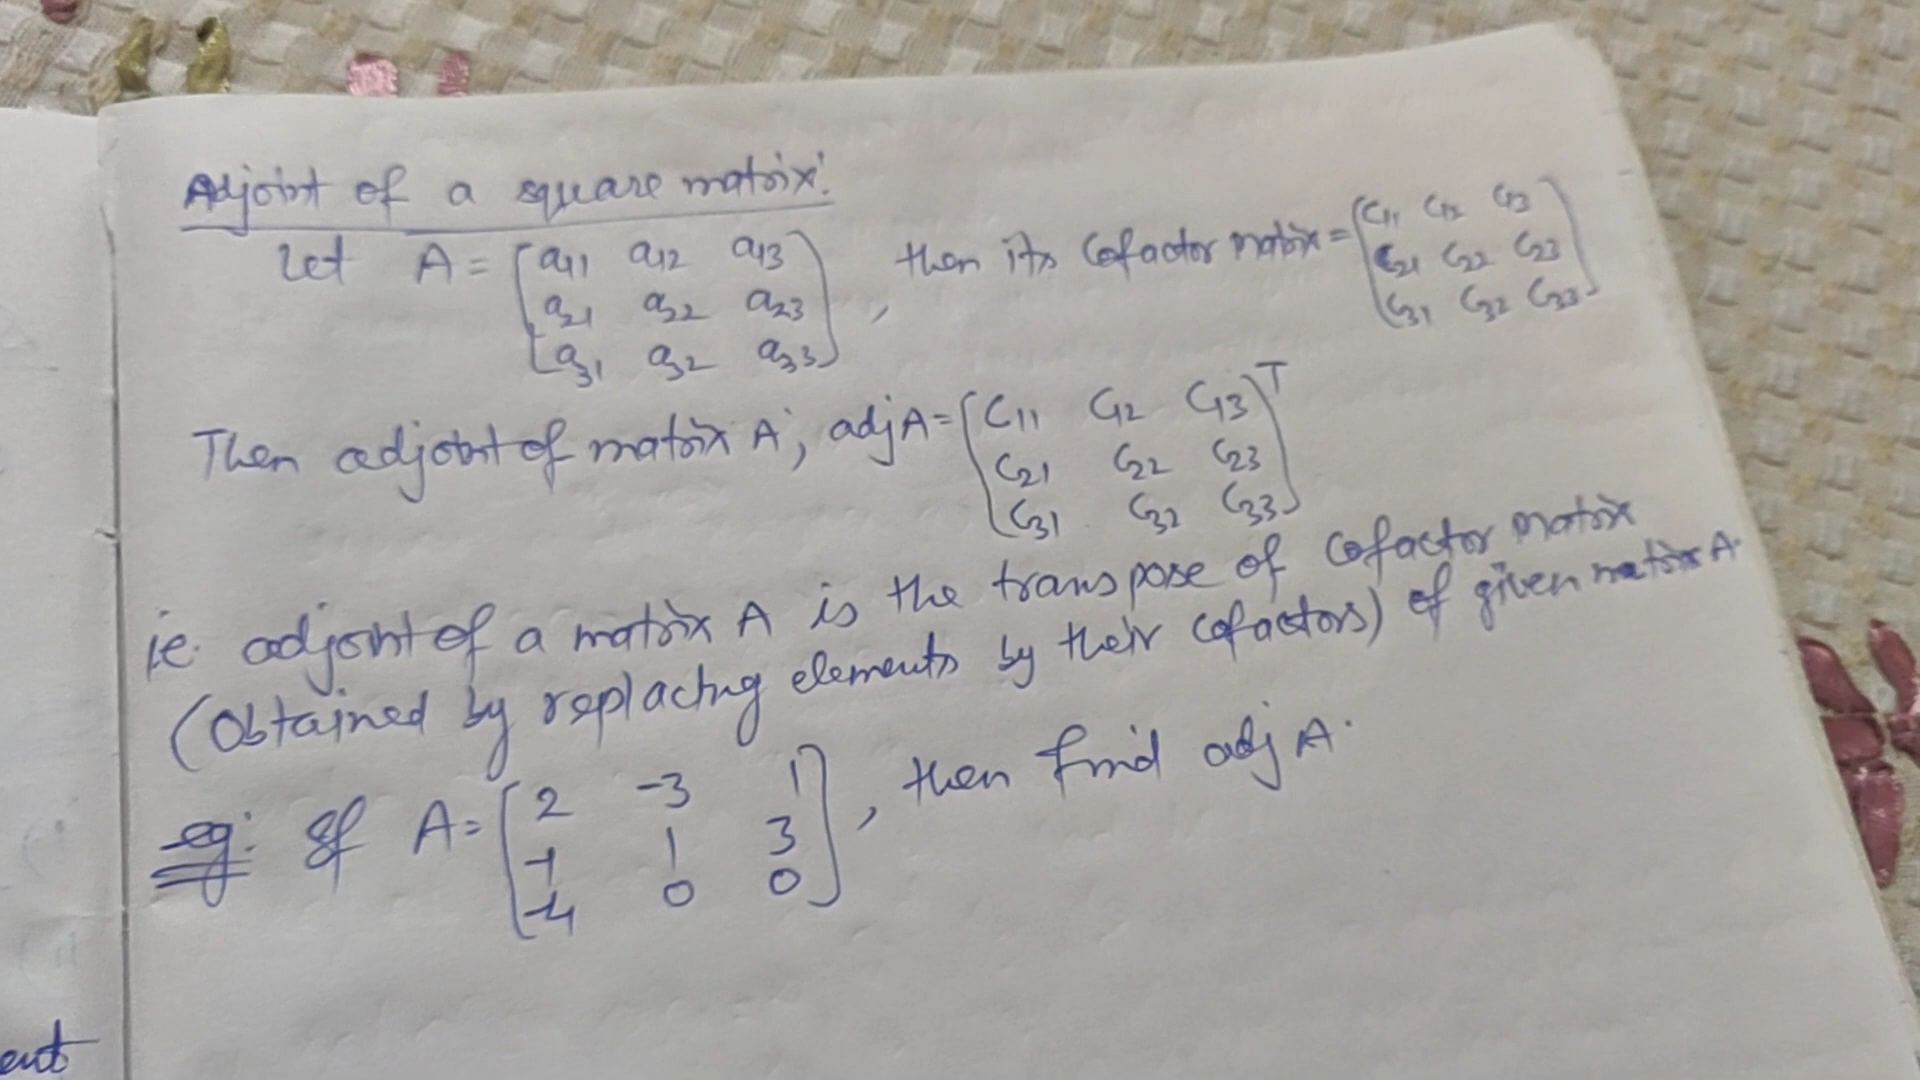 Adjoint of a square matrix:
Let A = [a11 a12 a13
a21 a22 a23
a31 a32 a33] , then its Cofactor matrix = [C11 C12 C13
C21 C22 C23
C31 C32 C33]
Then adjoint of matrix A, adj A = [C11 C12 C13
C21 C22 C23
C31 C32 C33]T
ie. adjoint of a matrix A is the transpose of cofactor matrix
(Obtained by replacing elements by their cofactors) of given matrix A.
eg: If A = [2 -3 1
-1 1 3
-4 0 0] , then find adj A.
ent